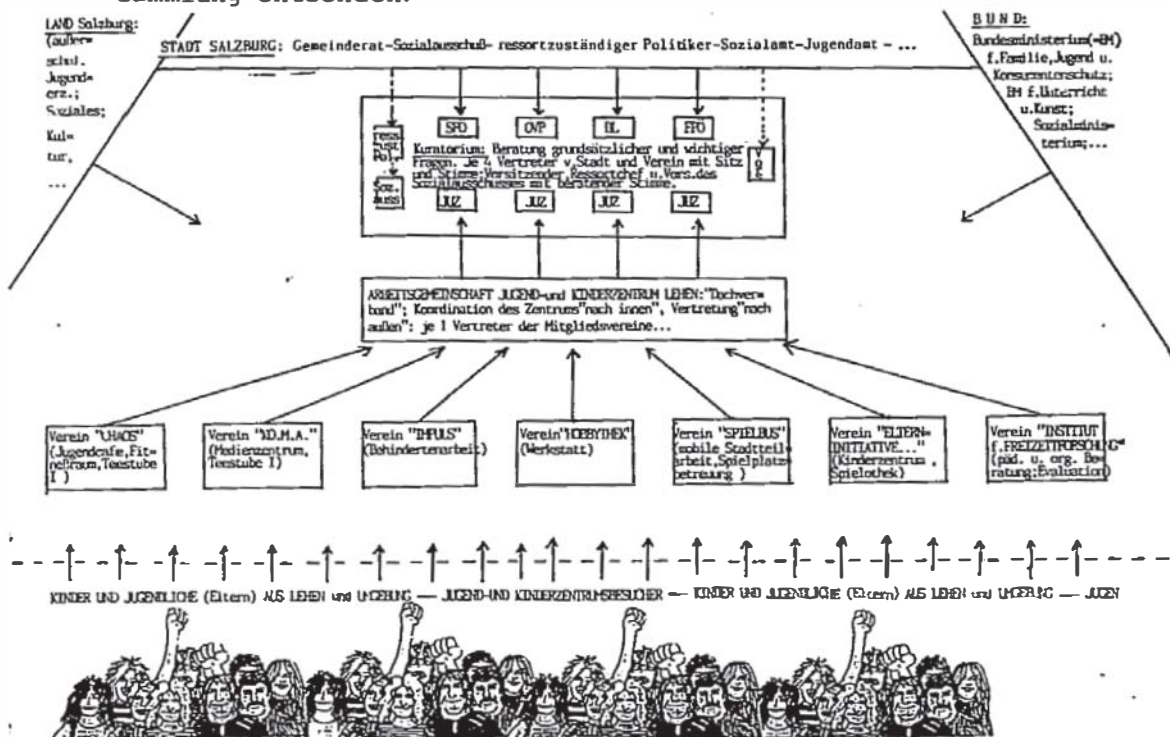 sammlung entsenden.
LAND Salzburg:
(außer=
schul.
Jugend=
erz.;
Soziales;
Kul=
tur,
...
STADT SALZBURG: Gemeinderat-Sozialausschuß- ressortzuständiger Politiker-Sozialamt-Jugendamt - ...
BUND:
Bundesministerium(=BM)
f.Familie,Jugend u.
Konsumentenschutz;
BM f.Unterricht
u.Kunst;
Sozialminis=
terium;...
SPÖ
ÖVP
BL
FPÖ
ress
zust
Pol.
Soz.
auss
Kuratorium: Beratung grundsätzlicher und wichtiger
Fragen. Je 4 Vertreter v.Stadt und Verein mit Sitz
und Stimme;Vorsitzender,Ressortchef u.Vors.des
Sozialausschusses mit beratender Stimme.
JUZ
JUZ
JUZ
JUZ
ARBEITSGEMEINSCHAFT JUGEND-und KINDERZENTRUM LEHEN:"Dachver=
band"; Koordination des Zentrums"nach innen", Vertretung"nach
außen": je 1 Vertreter der Mitgliedsvereine...
Verein "CHAOS"
(Jugendcafe,Fit=
neßraum,Teestube
I )
Verein
(Medienzentrum,
Teestube I)
Verein "IMPULS"
(Behindertenarbeit)
Verein"HOBBYTHEK"
(Werkstatt)
Verein "SPIELBUS"
(mobile Stadtteil=
arbeit,Spielplatz=
betreuung )
Verein "ELTERN=
INITIATIVE..."
(Kinderzentrum ,
Spielothek)
Verein "INSTITUT
f.FREIZEITFORSCHUNG"
(päd. u. org. Be=
ratung;Evaluation)
KINDER UND JUGENDLICHE (Eltern) AUS LEHEN und UMGEBUNG — JUGEND-UND KINDERZENTRUMSBESUCHER — KINDER UND JUGENDLICHE (Eltern) AUS LEHEN und UMGEBUNG — JUGEN